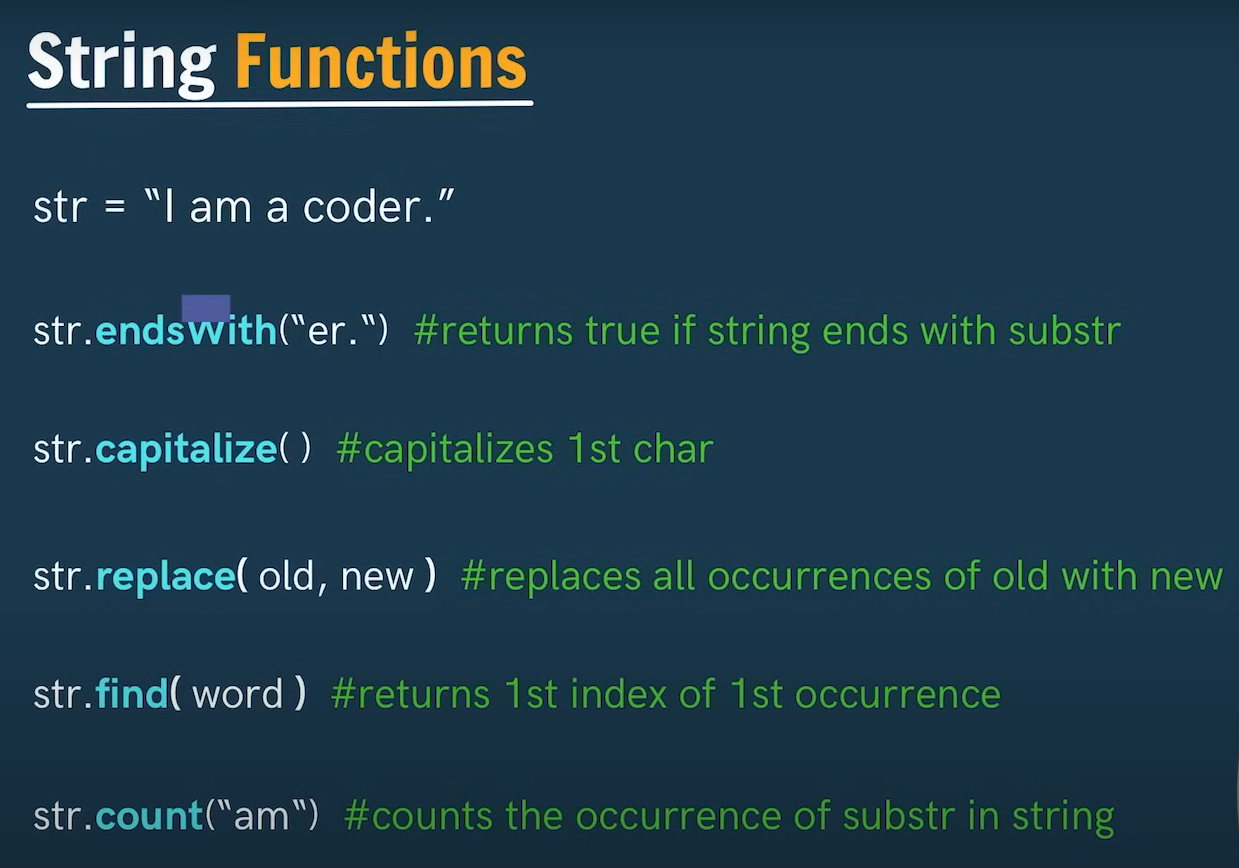 String Functions
str = “I am a coder.”
str.endsWith("er.") #returns true if string ends with substr
str.capitalize( ) #capitalizes 1st char
str.replace( old, new ) #replaces all occurrences of old with new
str.find( word ) #returns 1st index of 1st occurrence
str.count("am") #counts the occurrence of substr in string